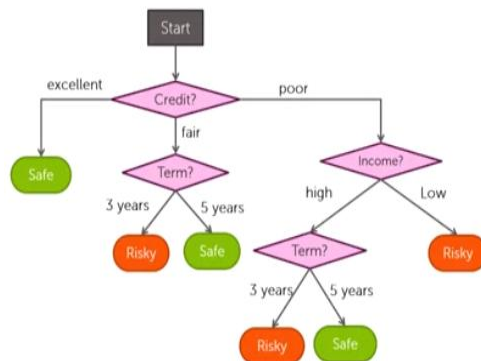 Start
excellent
Credit?
poor
fair
Safe
Term?
Income?
3 years
5 years
high
Low
Risky
Safe
Term?
Risky
3 years
5 years
Risky
Safe